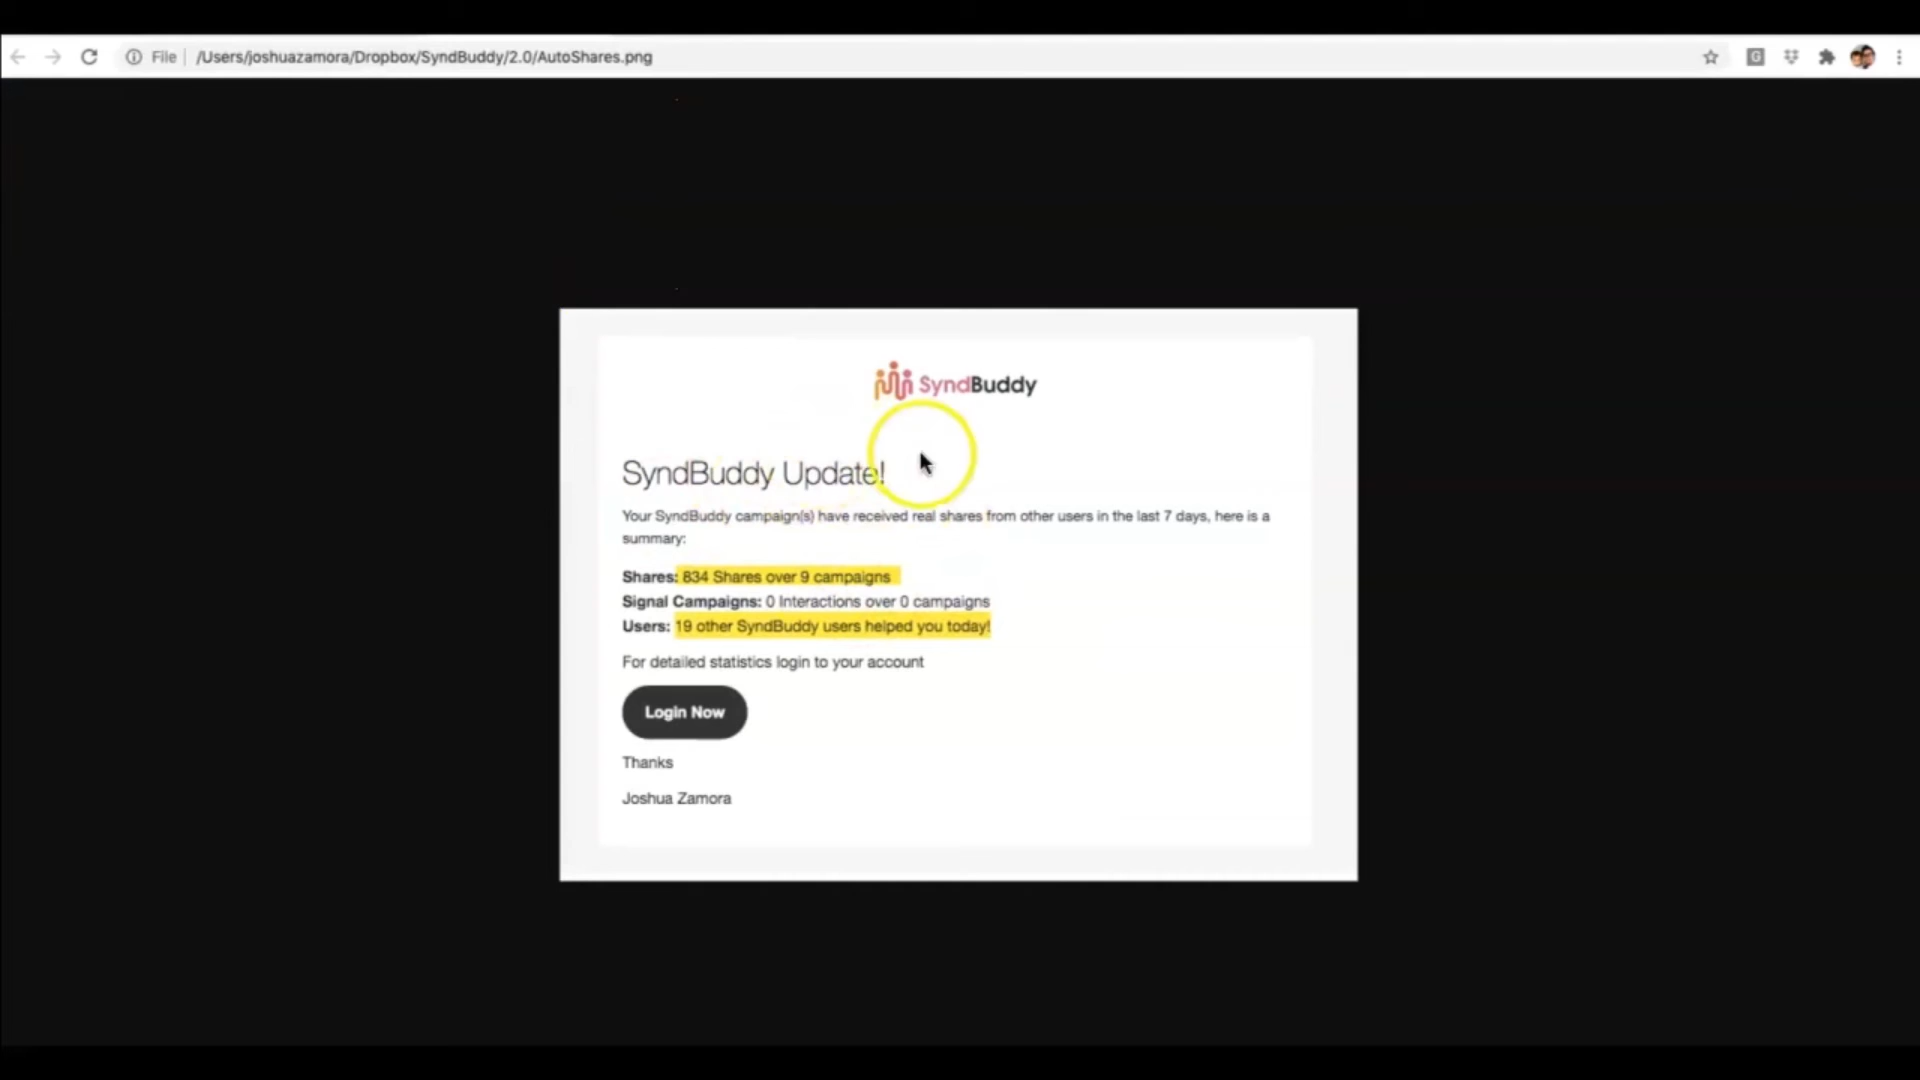 File /Users/joshuazamora/Dropbox/SyndBuddy/2.0/AutoShares.png
SyndBuddy
SyndBuddy Update!
Your SyndBuddy campaign(s) have received real shares from other users in the last 7 days, here is a
summary:
Shares: 834 Shares over 9 campaigns
Signal Campaigns: 0 Interactions over 0 campaigns
Users: 19 other SyndBuddy users helped you today!
For detailed statistics login to your account
Login Now
Thanks
Joshua Zamora